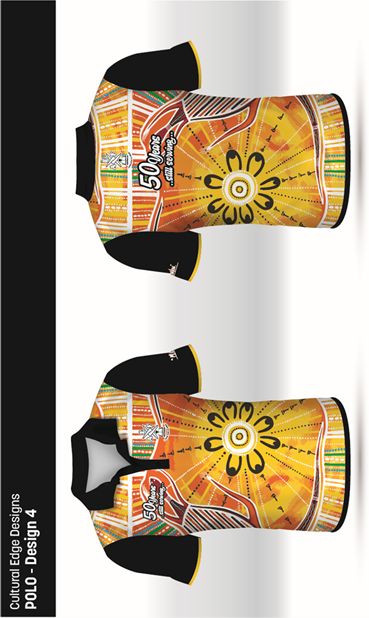 Cultural Edge Designs
POLO - Design 4
50 Years
...still serving...
50 Years
...still serving...